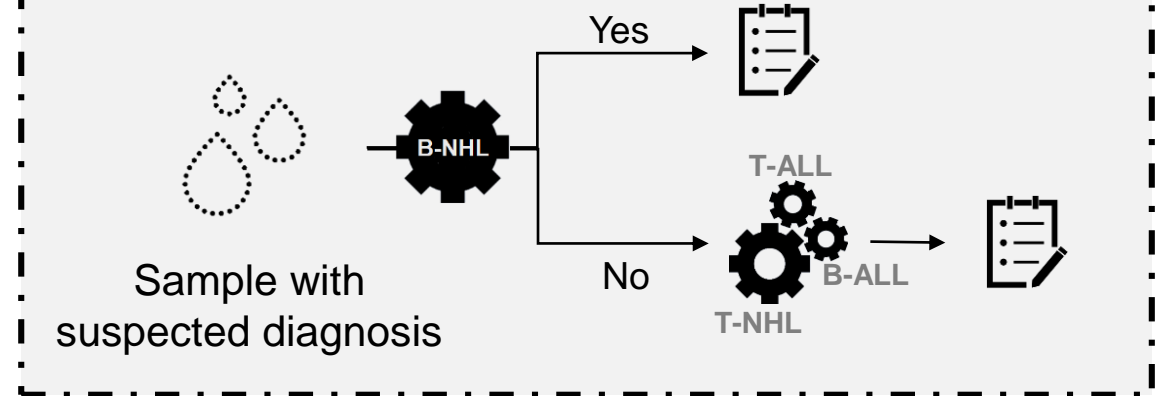 Yes
B-NHL
T-ALL
No
B-ALL
T-NHL
Sample with
suspected diagnosis